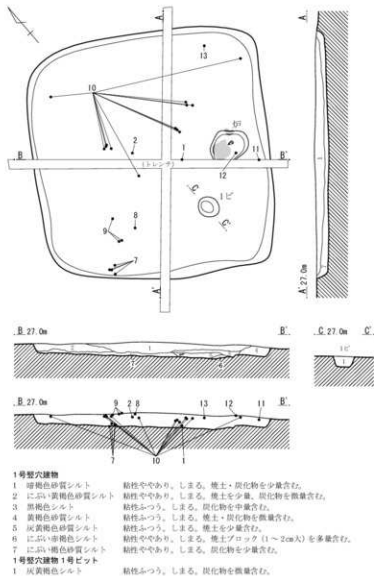 A
13
10
炉
2
1
11
B
B'
1トレンチ
12
C
1ピ
C'
8
9
7
A'
A
1
A' 27.0m
B 27.0m
B'
C 27.0m C'
1
1ピ
1
B 27.0m
B'
9 2 8 13 12 11
7 10 1
1号竪穴建物
1 暗褐色砂質シルト 粘性ややあり、しまる。焼土・炭化物を少量含む。
2 にぶい黄褐色砂質シルト 粘性ややあり、しまる。焼土を少量、炭化物を微量含む。
3 黒褐色シルト 粘性ふつう、しまる。炭化物を中量含む。
4 黄褐色砂質シルト 粘性ふつう、しまる。焼土・炭化物を微量含む。
5 灰黄褐色砂質シルト 粘性ふつう、しまる。焼土を少量含む。
6 にぶい赤褐色シルト 粘性ややあり、しまる。焼土ブロック(1～2cm大)を多量含む。
7 にぶい褐色砂質シルト 粘性ややあり、しまる。炭化物を少量含む。
1号竪穴建物 1号ピット
1 灰黄褐色シルト 粘性ふつう、しまる。炭化物を微量含む。